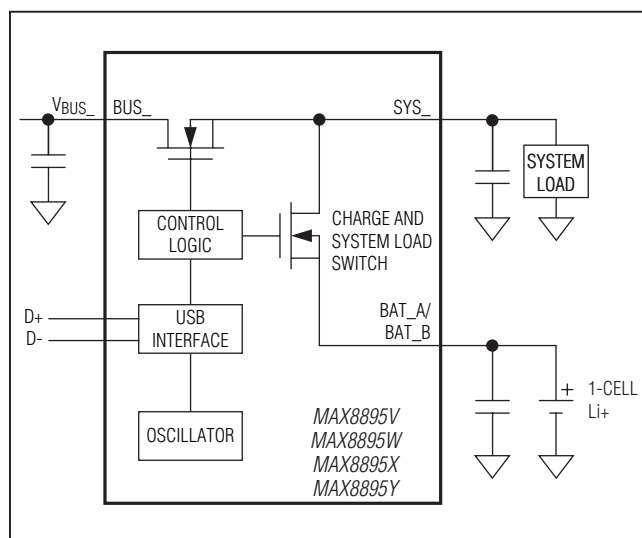 VBUS_
BUS_
SYS_
SYSTEM
LOAD
CONTROL
LOGIC
CHARGE AND
SYSTEM LOAD
SWITCH
D+
D-
USB
INTERFACE
BAT_A/
BAT_B
OSCILLATOR
MAX8895V
MAX8895W
MAX8895X
MAX8895Y
+
1-CELL
Li+